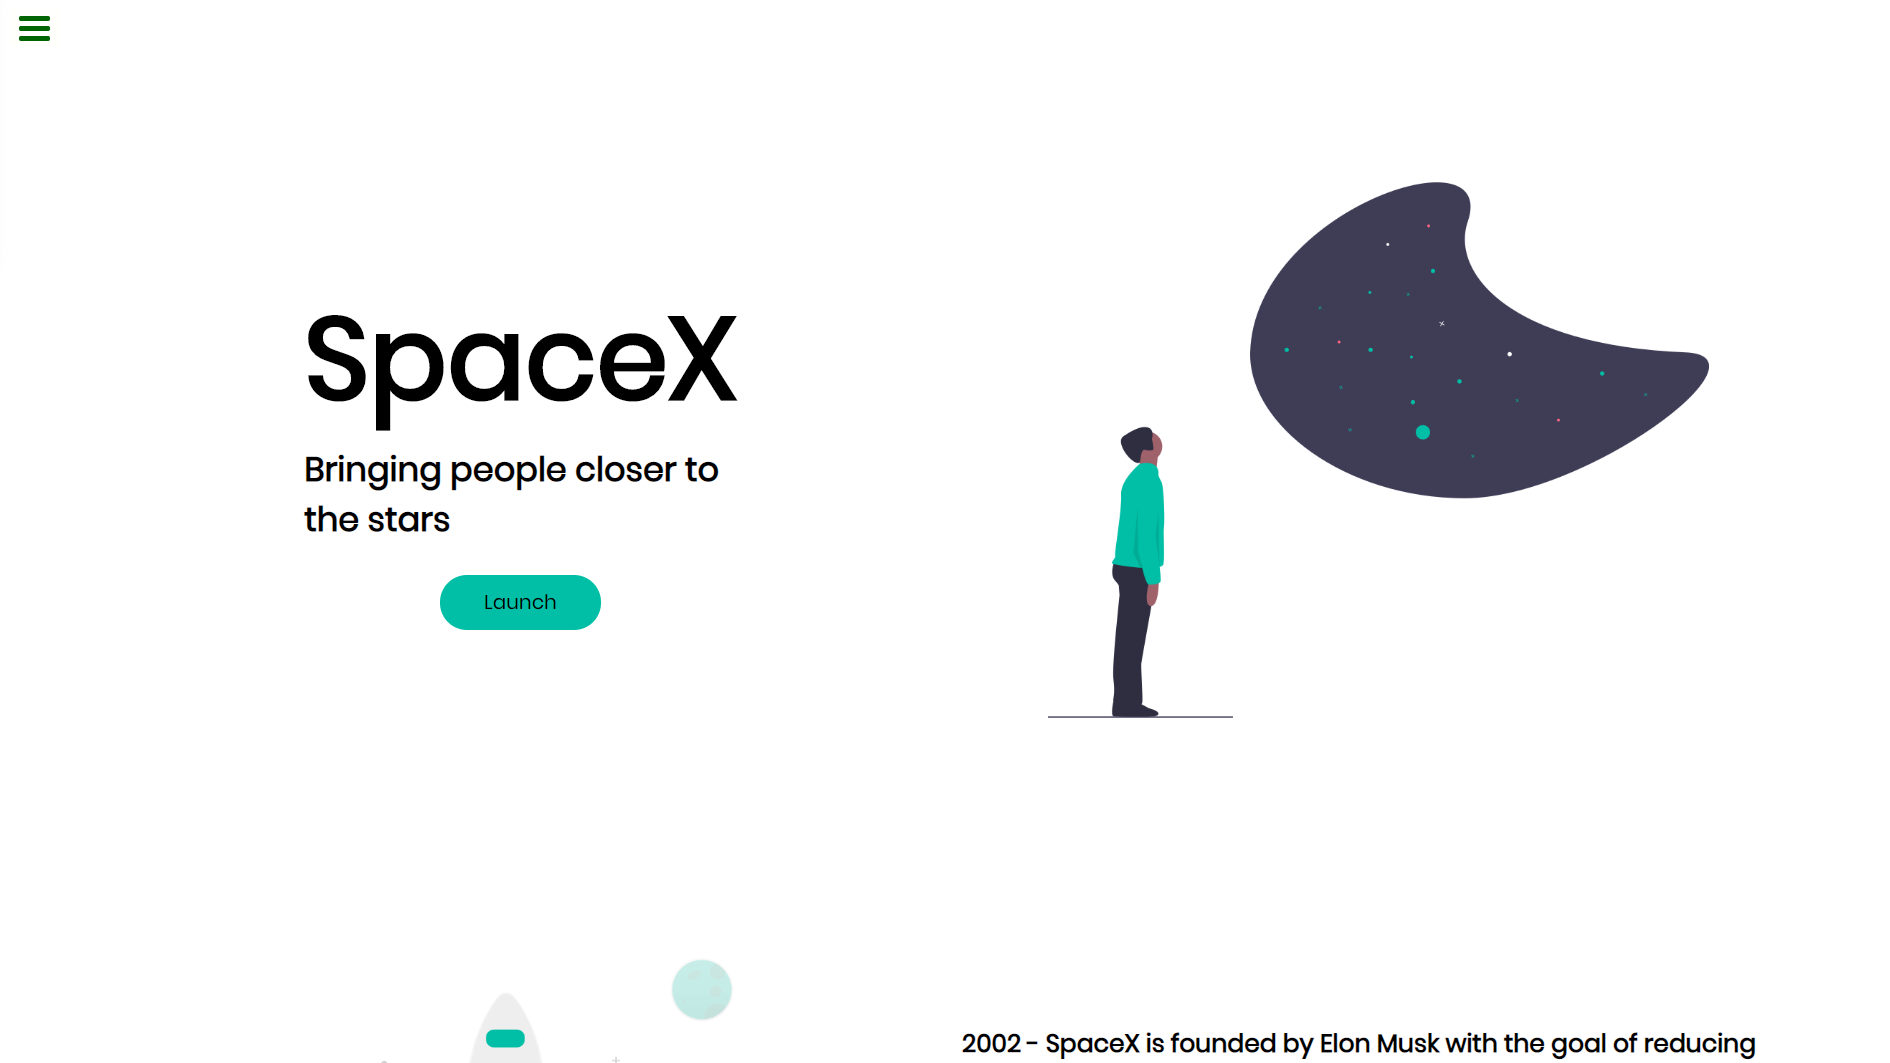 SpaceX
Bringing people closer to
the stars
Launch
2002 - SpaceX is founded by Elon Musk with the goal of reducing